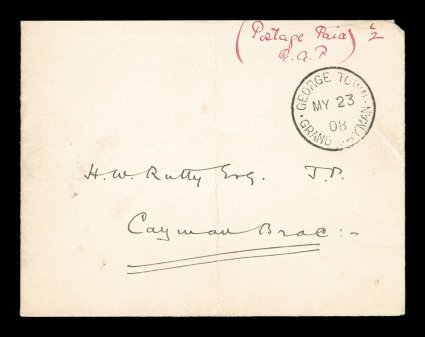 (Postage Paid) ½
G.A.P
GEORGE TOWN
MY 23
08
GRAND CAYMAN
H.W. Rutty Esq. J.P.
Cayman Brac:-